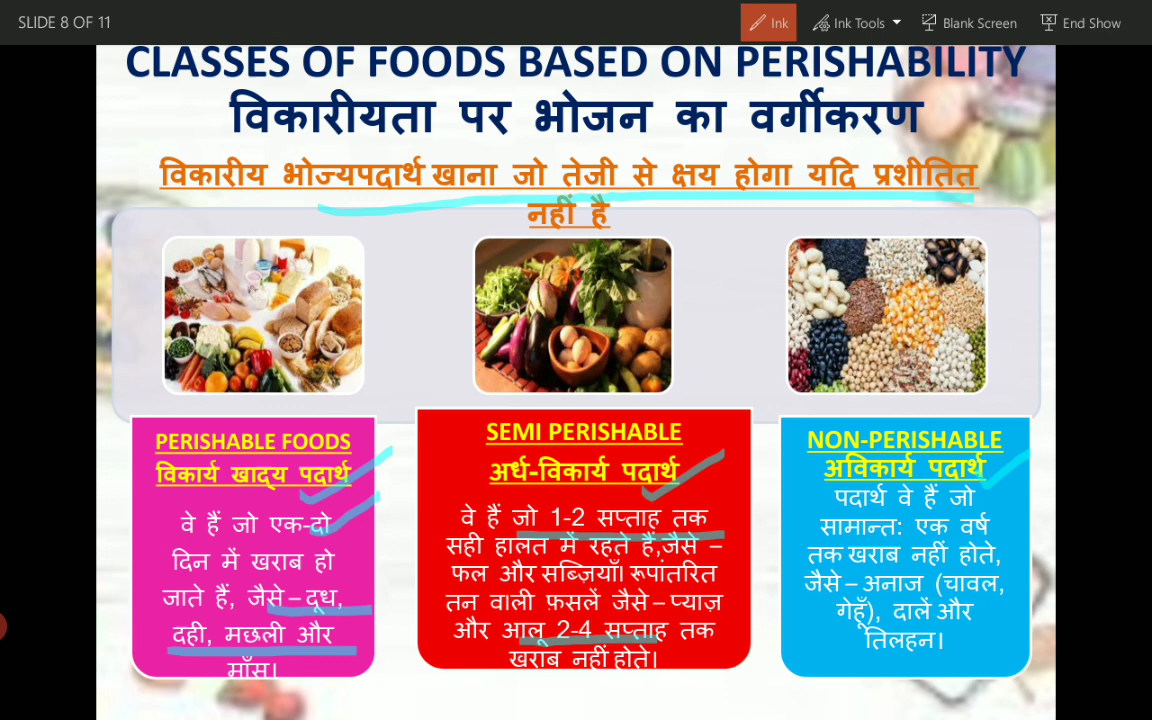 SLIDE 8 OF 11
Ink
Ink Tools
Blank Screen
End Show
CLASSES OF FOODS BASED ON PERISHABILITY
विकारीयता पर भोजन का वर्गीकरण
विकारीय भोज्यपदार्थ खाना जो तेजी से क्षय होगा यदि प्रशीतित
नहीं है
PERISHABLE FOODS
विकार्य खाद्य पदार्थ
वे हैं जो एक-दो
दिन में खराब हो
जाते हैं, जैसे – दूध,
दही, मछली और
माँस।
SEMI PERISHABLE
अर्ध-विकार्य पदार्थ
वे हैं जो 1-2 सप्ताह तक
सही हालत में रहते हैं,जैसे –
फल और सब्ज़ियाँ। रूपांतरित
तन वाली फ़सलें जैसे – प्याज़
और आलू 2-4 सप्ताह तक
खराब नहीं होते।
NON-PERISHABLE
अविकार्य पदार्थ
पदार्थ वे हैं जो
सामान्त: एक वर्ष
तक खराब नहीं होते,
जैसे – अनाज (चावल,
गेहूँ), दालें और
तिलहन।